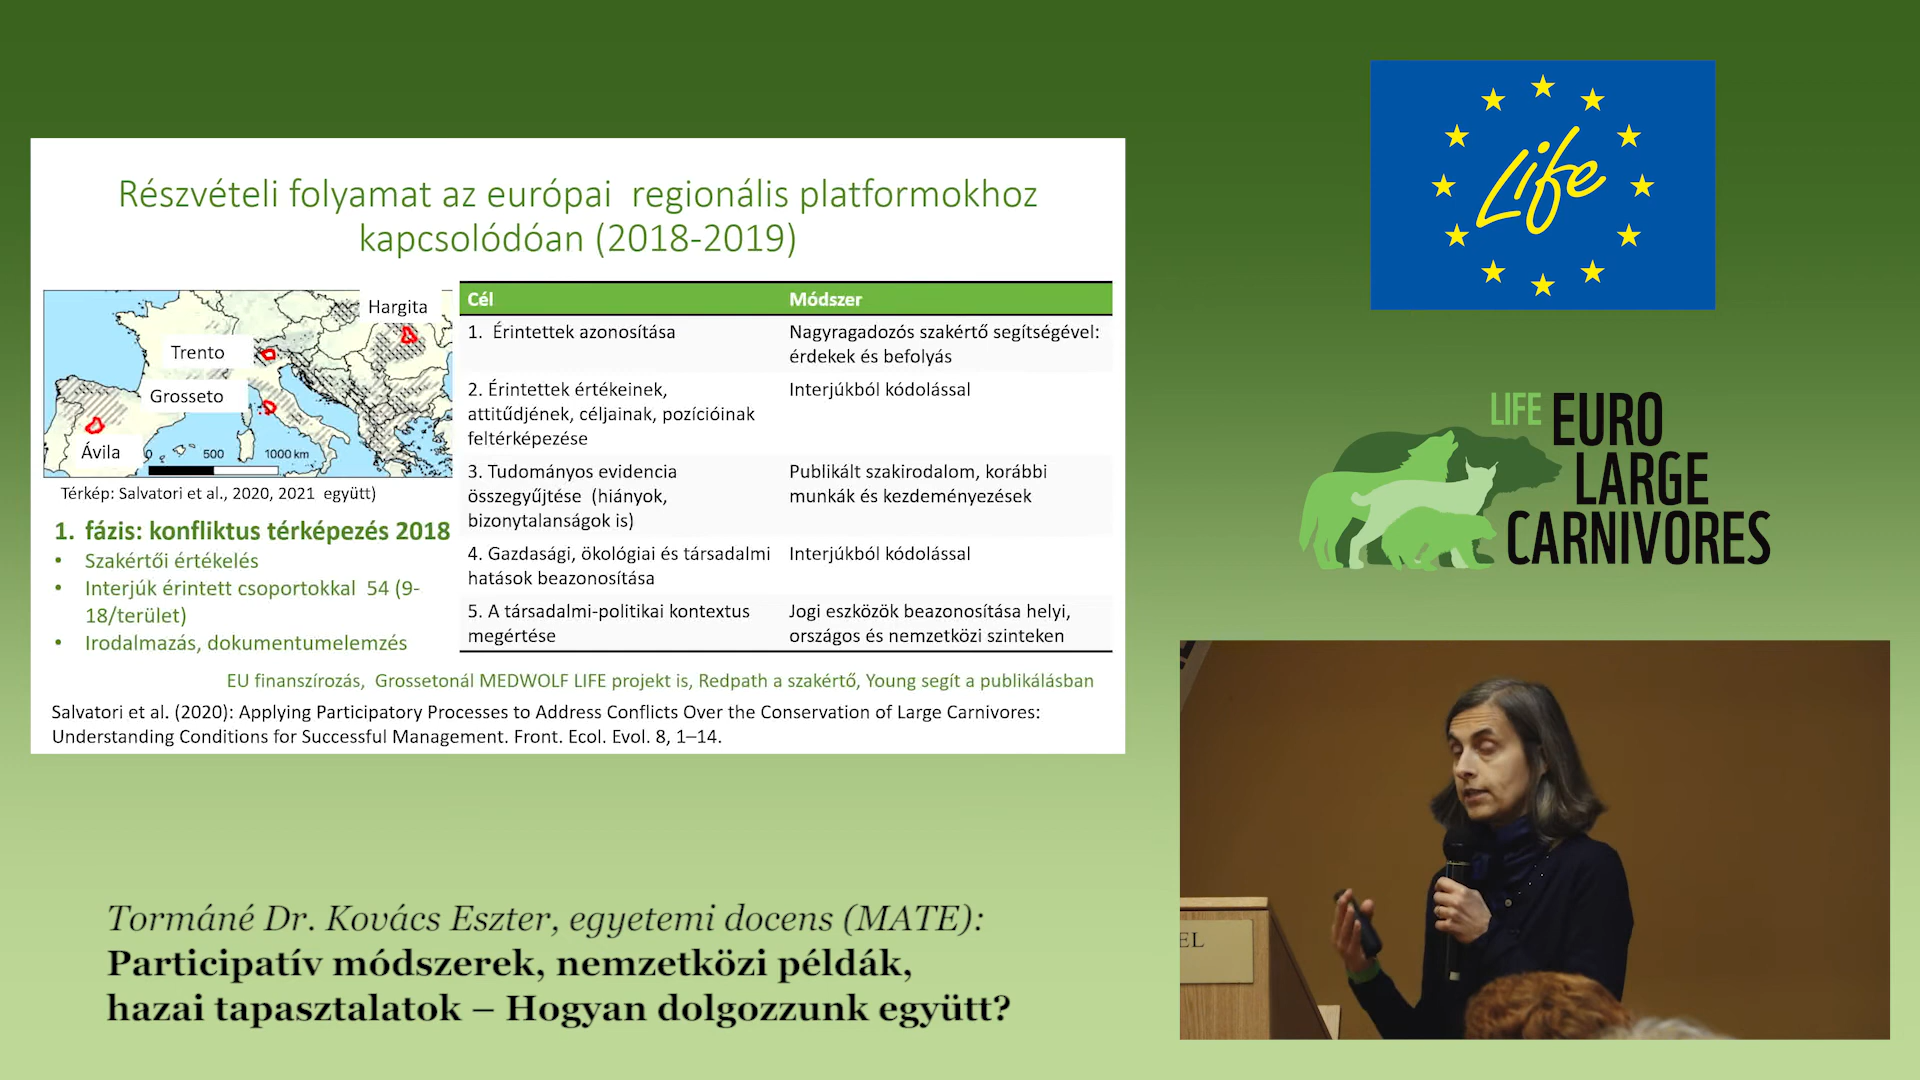 Részvételi folyamat az európai regionális platformokhoz
kapcsolódóan (2018-2019)
Hargita
Trento
Grosseto
Ávila
0 500 1000 km
Térkép: Salvatori et al., 2020, 2021 együtt)
1. fázis: konfliktus térképezés 2018
• Szakértői értékelés
• Interjúk érintett csoportokkal 54 (9-
18/terület)
• Irodalmazás, dokumentumelemzés
Cél Módszer
1. Érintettek azonosítása
Nagyragadozós szakértő segítségével:
érdekek és befolyás
2. Érintettek értékeinek,
attitűdjének, céljainak, pozícióinak
feltérképezése
Interjúkból kódolással
3. Tudományos evidencia
összegyűjtése (hiányok,
bizonytalanságok is)
Publikált szakirodalom, korábbi
munkák és kezdeményezések
4. Gazdasági, ökológiai és társadalmi
hatások beazonosítása
Interjúkból kódolással
5. A társadalmi-politikai kontextus
megértése
Jogi eszközök beazonosítása helyi,
országos és nemzetközi szinteken
EU finanszírozás, Grossetonál MEDWOLF LIFE projekt is, Redpath a szakértő, Young segít a publikálásban
Salvatori et al. (2020): Applying Participatory Processes to Address Conflicts Over the Conservation of Large Carnivores:
Understanding Conditions for Successful Management. Front. Ecol. Evol. 8, 1–14.
Life
LIFE EURO
LARGE
CARNIVORES
EL
Tormáné Dr. Kovács Eszter, egyetemi docens (MATE):
Participatív módszerek, nemzetközi példák,
hazai tapasztalatok – Hogyan dolgozzunk együtt?